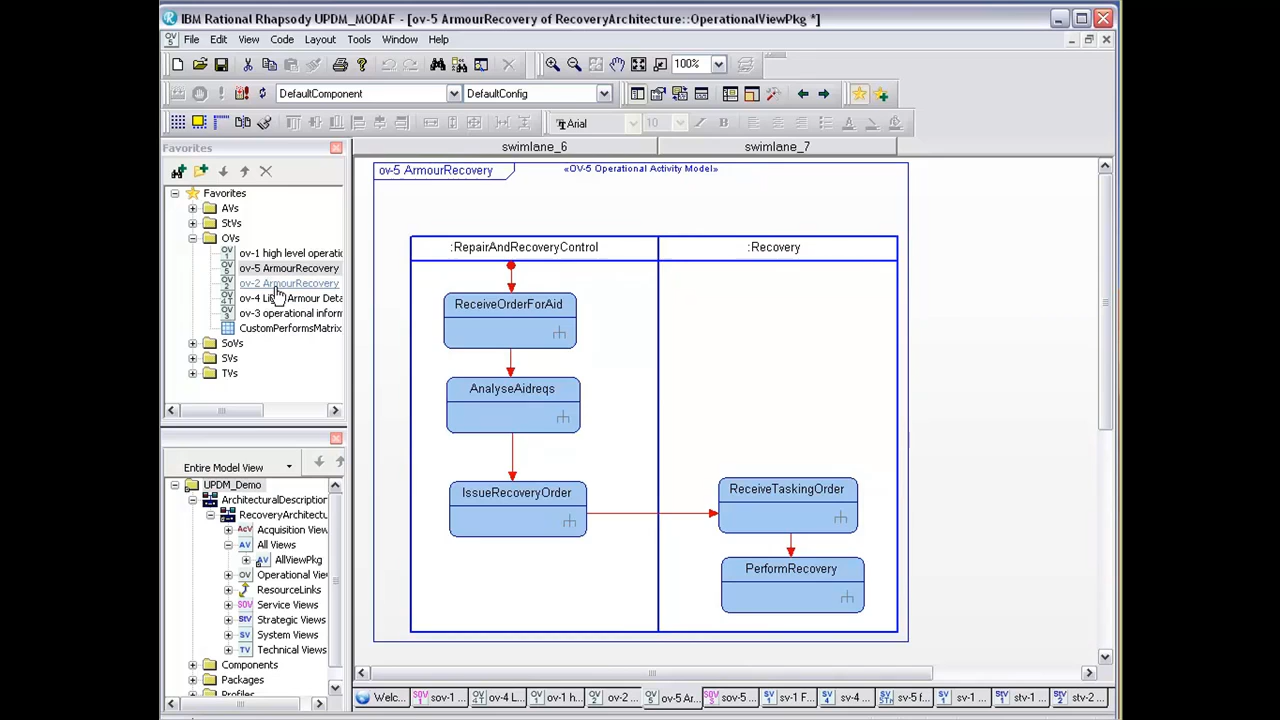 IBM Rational Rhapsody UPDM_MODAF - [ov-5 ArmourRecovery of RecoveryArchitecture::OperationalViewPkg *]
File Edit View Code Layout Tools Window Help
100%
DefaultComponent DefaultConfig
Arial 10
Favorites
swimlane_6 swimlane_7
Favorites
AVs
StVs
OVs
ov-1 high level operatio
ov-5 ArmourRecovery
ov-2 ArmourRecovery
ov-4 Armour Deta
ov-3 operational inform
CustomPerformsMatrix
SoVs
SVs
TVs
Entire Model View
UPDM_Demo
ArchitecturalDescription
RecoveryArchitectu
Acquisition View
All Views
AllViewPkg
Operational Vie
ResourceLinks
Service Views
Strategic Views
System Views
Technical Views
Components
Packages
Profiles
ov-5 ArmourRecovery
«OV-5 Operational Activity Model»
:RepairAndRecoveryControl :Recovery
ReceiveOrderForAid
AnalyseAidreqs
IssueRecoveryOrder
ReceiveTaskingOrder
PerformRecovery
Welc... sov-1 ... ov-4 L... ov-1 h... ov-2 ... ov-5 Ar... sov-5 ... sv-1 F... sv-4 ... sv-5 f... sv-1 ... stv-1 ... stv-2 ...